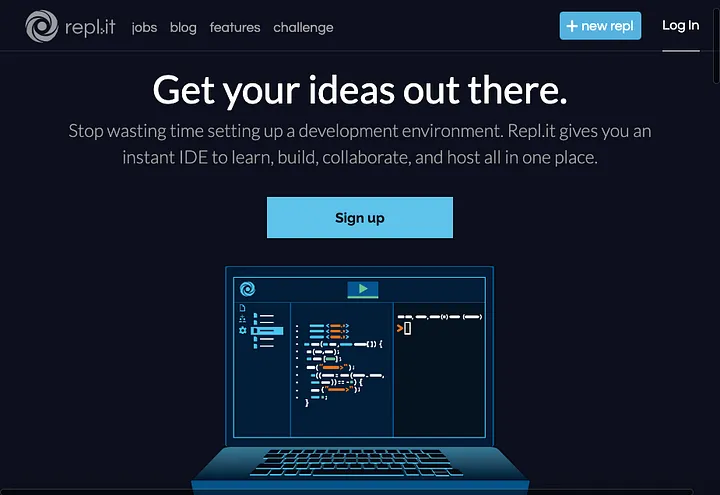 repl.it jobs blog features challenge + new repl Log In
Get your ideas out there.
Stop wasting time setting up a development environment. Repl.it gives you an
instant IDE to learn, build, collaborate, and host all in one place.
Sign up